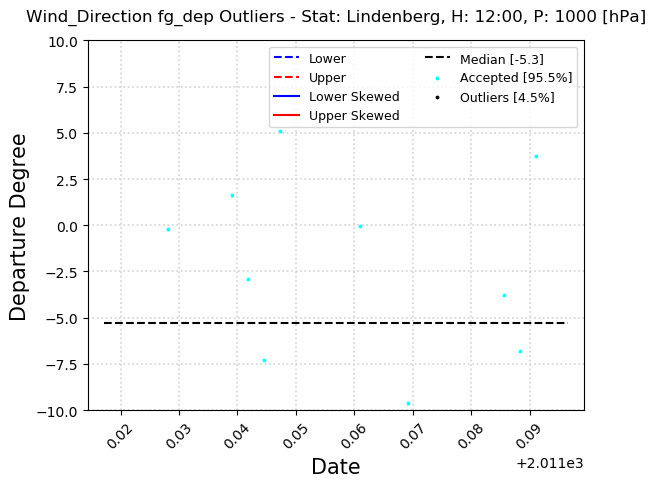 Wind_Direction fg_dep Outliers - Stat: Lindenberg, H: 12:00, P: 1000 [hPa]
Lower
Upper
Lower Skewed
Upper Skewed
Median [-5.3]
Accepted [95.5%]
Outliers [4.5%]
Departure Degree
10.0
7.5
5.0
2.5
0.0
−2.5
−5.0
−7.5
−10.0
0.02 0.03 0.04 0.05 0.06 0.07 0.08 0.09
+2.011e3
Date